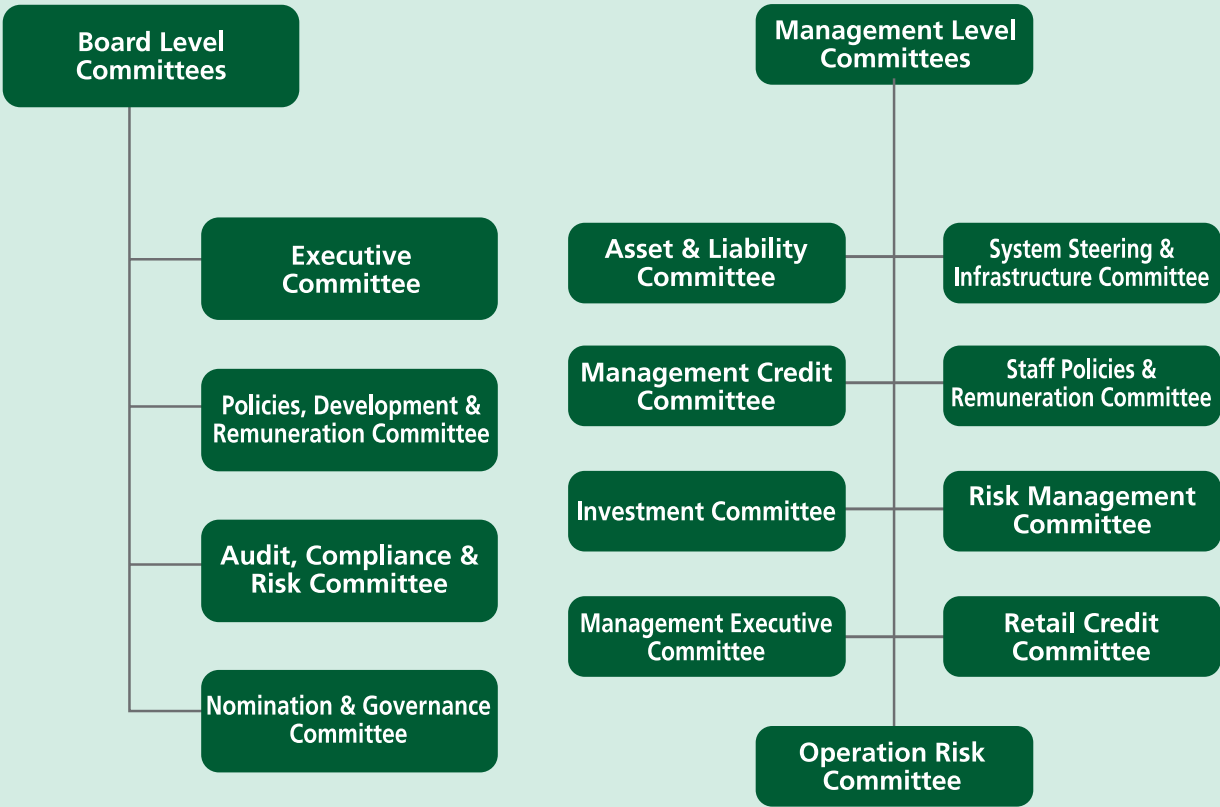 Board Level
Committees
Executive
Committee
Policies, Development &
Remuneration Committee
Audit, Compliance &
Risk Committee
Nomination & Governance
Committee
Management Level
Committees
Asset & Liability
Committee
System Steering &
Infrastructure Committee
Management Credit
Committee
Staff Policies &
Remuneration Committee
Investment Committee
Risk Management
Committee
Management Executive
Committee
Retail Credit
Committee
Operation Risk
Committee